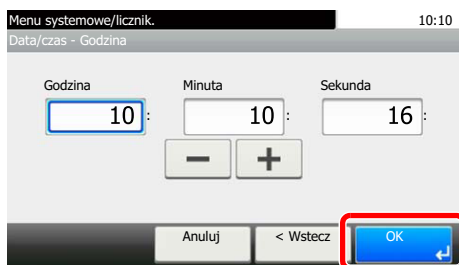 Menu systemowe/licznik. 10:10
Data/czas - Godzina
Godzina Minuta Sekunda
10 : 10 : 16 :
− +
Anuluj < Wstecz OK